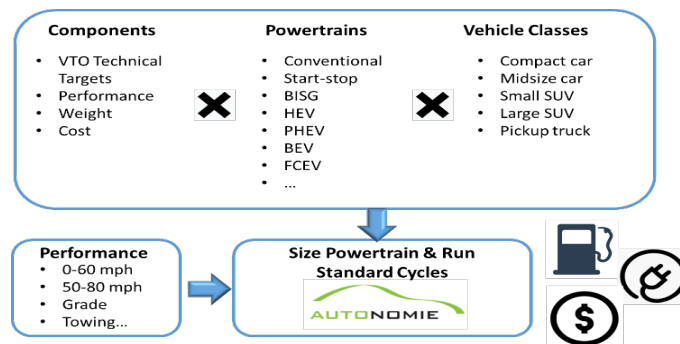 Components
VTO Technical
Targets
Performance
Weight
Cost
Powertrains
Conventional
Start-stop
BISG
HEV
PHEV
BEV
FCEV
...
Vehicle Classes
Compact car
Midsize car
Small SUV
Large SUV
Pickup truck
Performance
0-60 mph
50-80 mph
Grade
Towing...
Size Powertrain & Run
Standard Cycles
AUTONOMIE
$